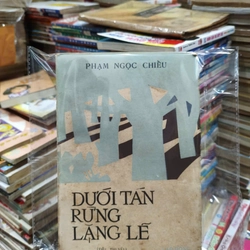 PHẠM NGỌC CHIỂU
DƯỚI TÁN
RỪNG
LẶNG LẼ